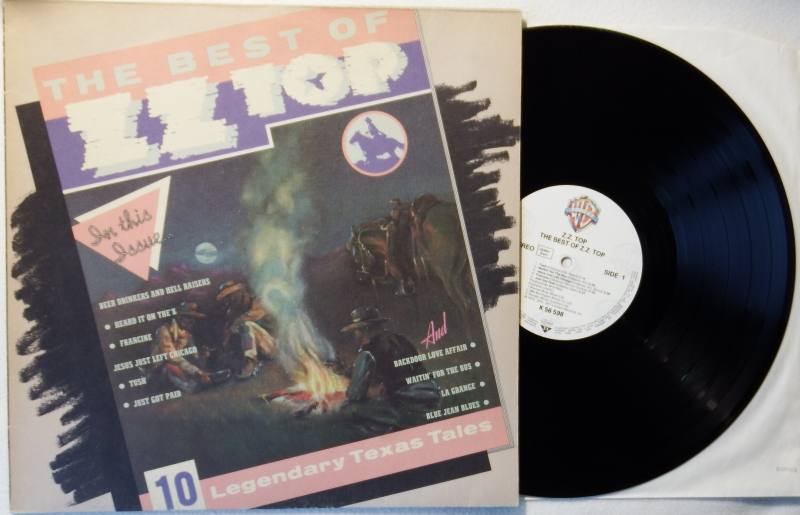 THE BEST OF
ZZ TOP
In this
Issue...
BEER DRINKERS AND HELL RAISERS
• HEARD IT ON THE X
• FRANCINE
JESUS JUST LEFT CHICAGO
• TUSH
• JUST GOT PAID
And
BACKDOOR LOVE AFFAIR •
WAITIN' FOR THE BUS •
LA GRANGE •
BLUE JEAN BLUES •
10 Legendary Texas Tales
Z.Z. TOP
THE BEST OF Z.Z. TOP
STEREO
SIDE · 1
K 56 598